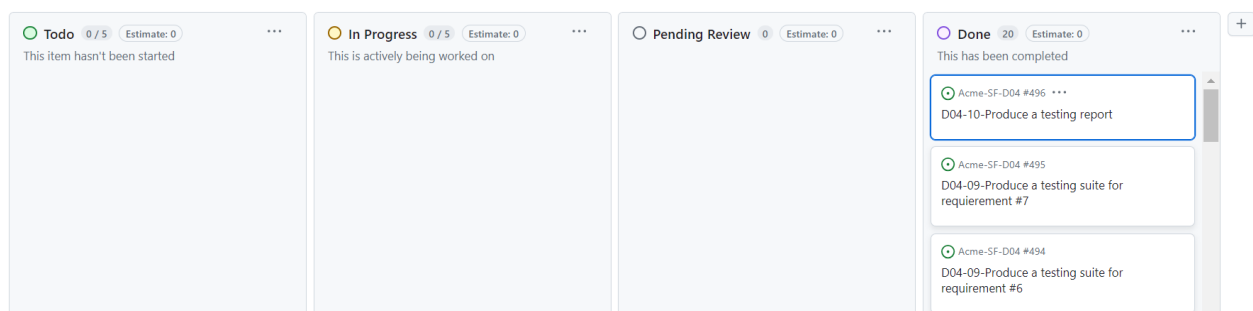 Todo 0 / 5 Estimate: 0 ...
This item hasn't been started
In Progress 0 / 5 Estimate: 0 ...
This is actively being worked on
Pending Review 0 Estimate: 0 ...
Done 20 Estimate: 0 ...
This has been completed
Acme-SF-D04 #496 ...
D04-10-Produce a testing report
Acme-SF-D04 #495
D04-09-Produce a testing suite for
requierement #7
Acme-SF-D04 #494
D04-09-Produce a testing suite for
requirement #6
+